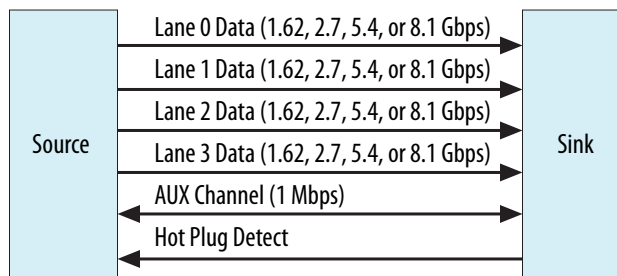 Lane 0 Data (1.62, 2.7, 5.4, or 8.1 Gbps)
Lane 1 Data (1.62, 2.7, 5.4, or 8.1 Gbps)
Lane 2 Data (1.62, 2.7, 5.4, or 8.1 Gbps)
Source
Sink
Lane 3 Data (1.62, 2.7, 5.4, or 8.1 Gbps)
AUX Channel (1 Mbps)
Hot Plug Detect